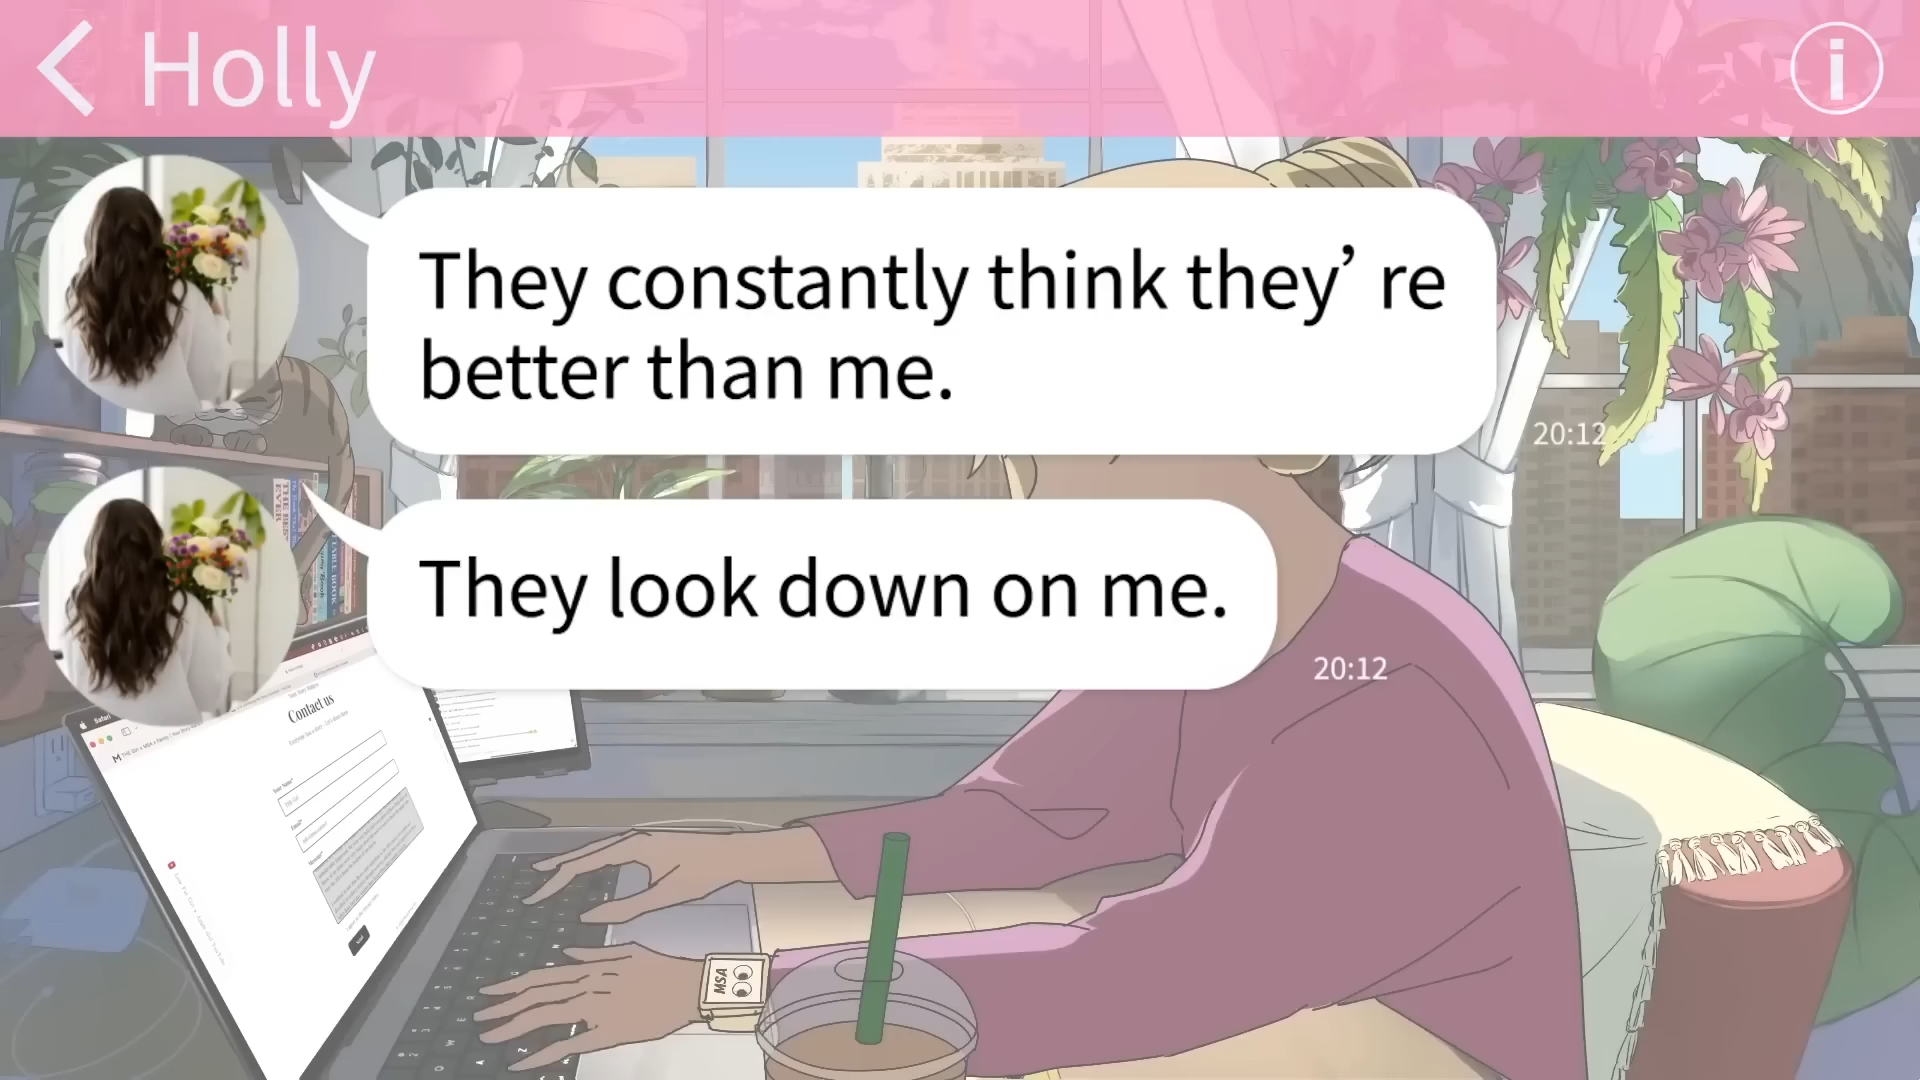 Holly
i
They constantly think they’ re
better than me.
20:12
They look down on me.
20:12
Safari
Contact us
MSA